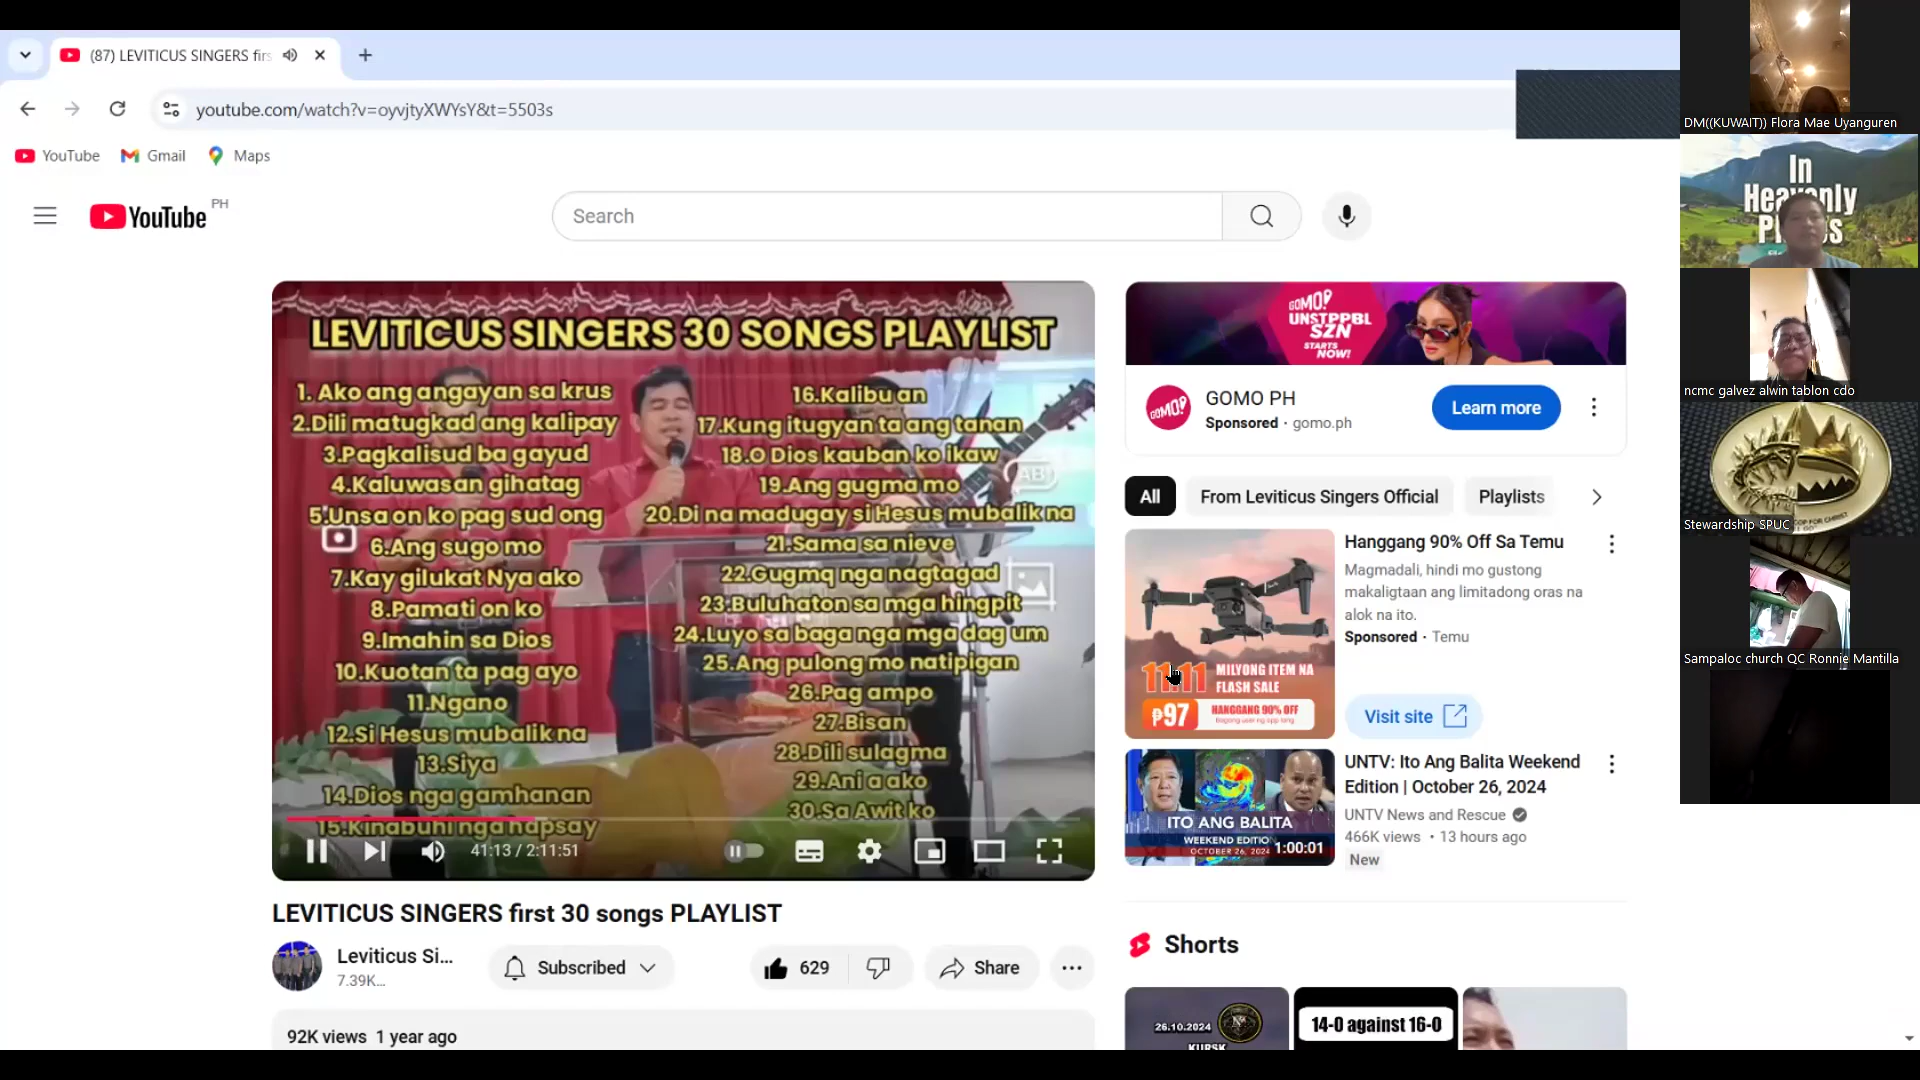 (87) LEVITICUS SINGERS firs
youtube.com/watch?v=oyvjtyXWYsY&t=5503s
YouTube
Gmail
Maps
YouTube PH
Search
LEVITICUS SINGERS 30 SONGS PLAYLIST
1. Ako ang angayan sa krus
2.Dili matugkad ang kalipay
3.Pagkalisud ba gayud
4.Kaluwasan gihatag
5.Unsa on ko pag sud ong
6.Ang sugo mo
7.Kay gilukat Nya ako
8.Pamati on ko
9.Imahin sa Dios
10.Kuotan ta pag ayo
11.Ngano
12.Si Hesus mubalik na
13.Siya
14.Dios nga gamhanan
15.Kinabuhi nga hapsay
16.Kalibu an
17.Kung itugyan ta ang tanan
18.O Dios kauban ko ikaw
19.Ang gugma mo
20.Di na madugay si Hesus mubalik na
21.Sama sa nieve
22.Gugmq nga nagtagad
23.Buluhaton sa mga hingpit
24.Luyo sa baga nga mga dag um
25.Ang pulong mo natipigan
26.Pag ampo
27.Bisan
28.Dili sulagma
29.Ani a ako
30.Sa Awit ko
41:13 / 2:11:51
LEVITICUS SINGERS first 30 songs PLAYLIST
Leviticus Si...
7.39K...
Subscribed
629
Share
92K views 1 year ago
GOMO!
UNSTPPBL
SZN
STARTS
NOW!
GOMO!
GOMO PH
Sponsored · gomo.ph
Learn more
All
From Leviticus Singers Official
Playlists
11.11 MILYONG ITEM NA
FLASH SALE
₱97 HANGGANG 90% OFF
Hanggang 90% Off Sa Temu
Magmadali, hindi mo gustong
makaligtaan ang limitadong oras na
alok na ito.
Sponsored · Temu
Visit site
ITO ANG BALITA
WEEKEND EDITIO
OCTOBER 26, 2024
1:00:01
UNTV: Ito Ang Balita Weekend
Edition | October 26, 2024
UNTV News and Rescue
466K views • 13 hours ago
New
Shorts
26.10.2024
KURSK
14-0 against 16-0
DM((KUWAIT)) Flora Mae Uyanguren
In
Heavenly
ncmc galvez alwin tablon cdo
Stewardship SPUC
Sampaloc church QC Ronnie Mantilla